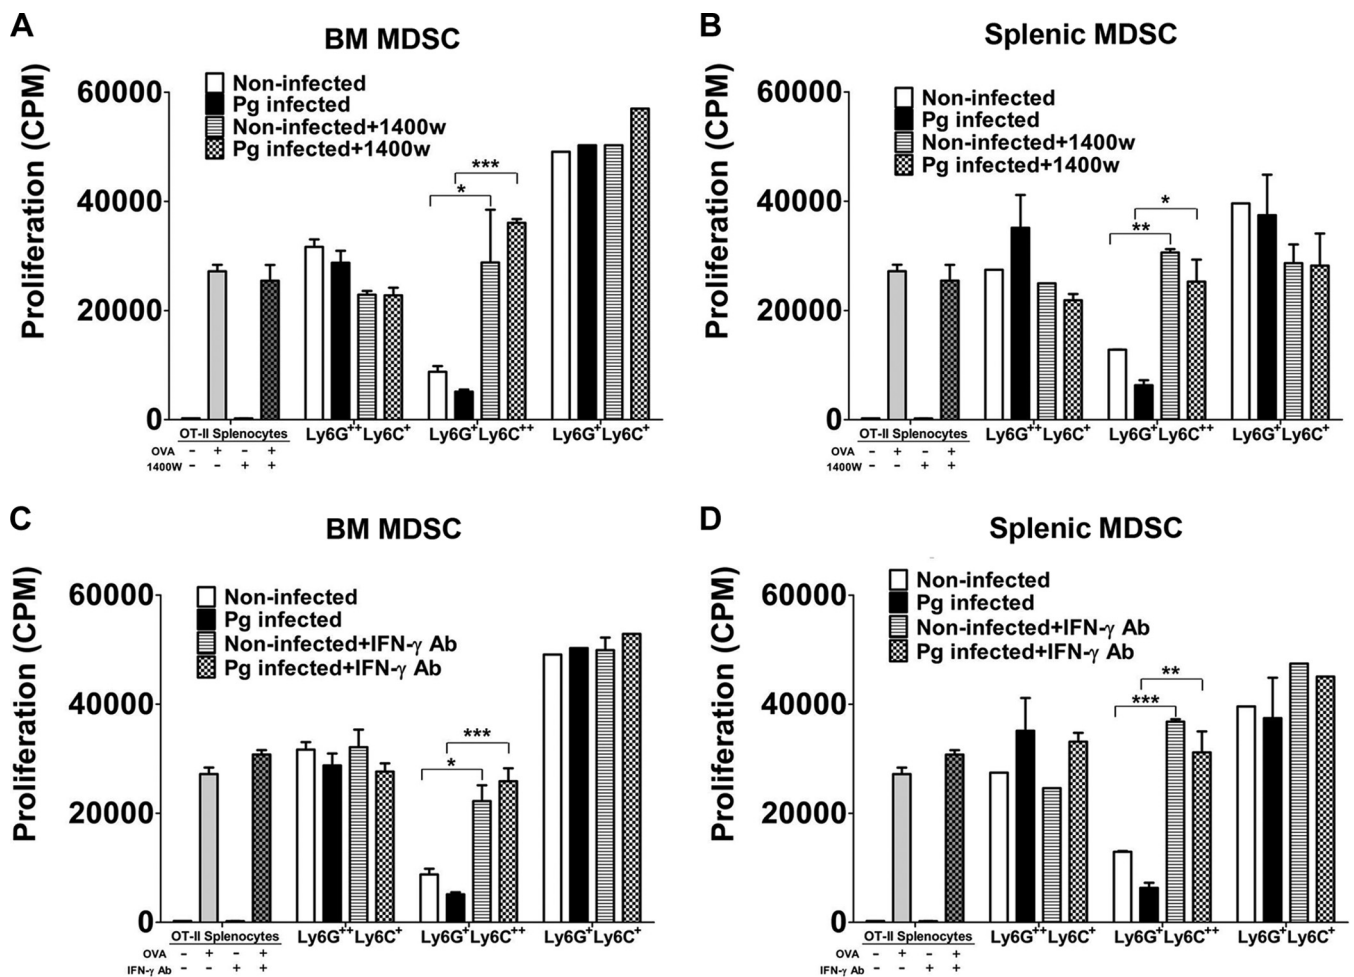 A
BM MDSC
Proliferation (CPM)
60000
40000
20000
0
Non-infected
Pg infected
Non-infected+1400w
Pg infected+1400w
*
***
OT-II Splenocytes
Ly6G++Ly6C+
Ly6G+Ly6C++
Ly6G+Ly6C+
OVA - + - +
1400W - - + +
B
Splenic MDSC
Proliferation (CPM)
60000
40000
20000
0
Non-infected
Pg infected
Non-infected+1400w
Pg infected+1400w
*
**
OT-II Splenocytes
Ly6G++Ly6C+
Ly6G+Ly6C++
Ly6G+Ly6C+
OVA - + - +
1400W - - + +
C
BM MDSC
Proliferation (CPM)
60000
40000
20000
0
Non-infected
Pg infected
Non-infected+IFN-γ Ab
Pg infected+IFN-γ Ab
***
*
OT-II Splenocytes
Ly6G++Ly6C+
Ly6G+Ly6C++
Ly6G+Ly6C+
OVA - + - +
IFN-γ Ab - - + +
D
Splenic MDSC
Proliferation (CPM)
60000
40000
20000
0
Non-infected
Pg infected
Non-infected+IFN-γ Ab
Pg infected+IFN-γ Ab
**
***
OT-II Splenocytes
Ly6G++Ly6C+
Ly6G+Ly6C++
Ly6G+Ly6C+
OVA - + - +
IFN-γ Ab - - + +